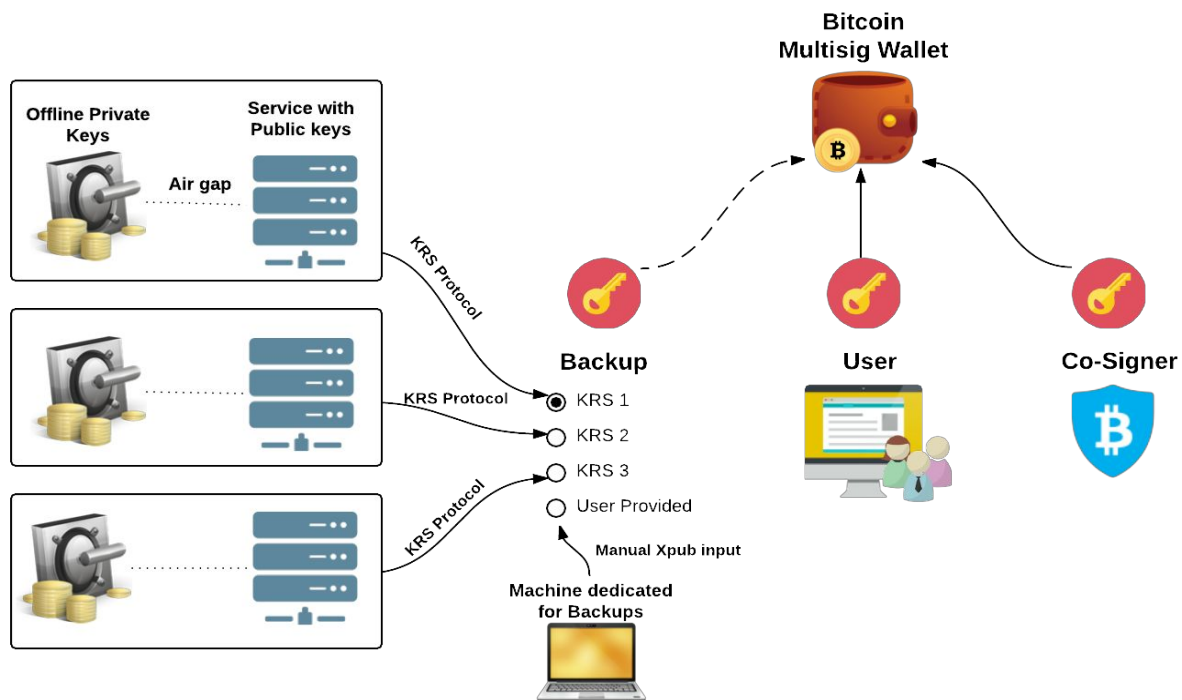 Bitcoin
Multisig Wallet
Offline Private
Keys
Service with
Public keys
Air gap
KRS Protocol
KRS Protocol
KRS Protocol
Backup
KRS 1
KRS 2
KRS 3
User Provided
Manual Xpub input
Machine dedicated
for Backups
User
Co-Signer